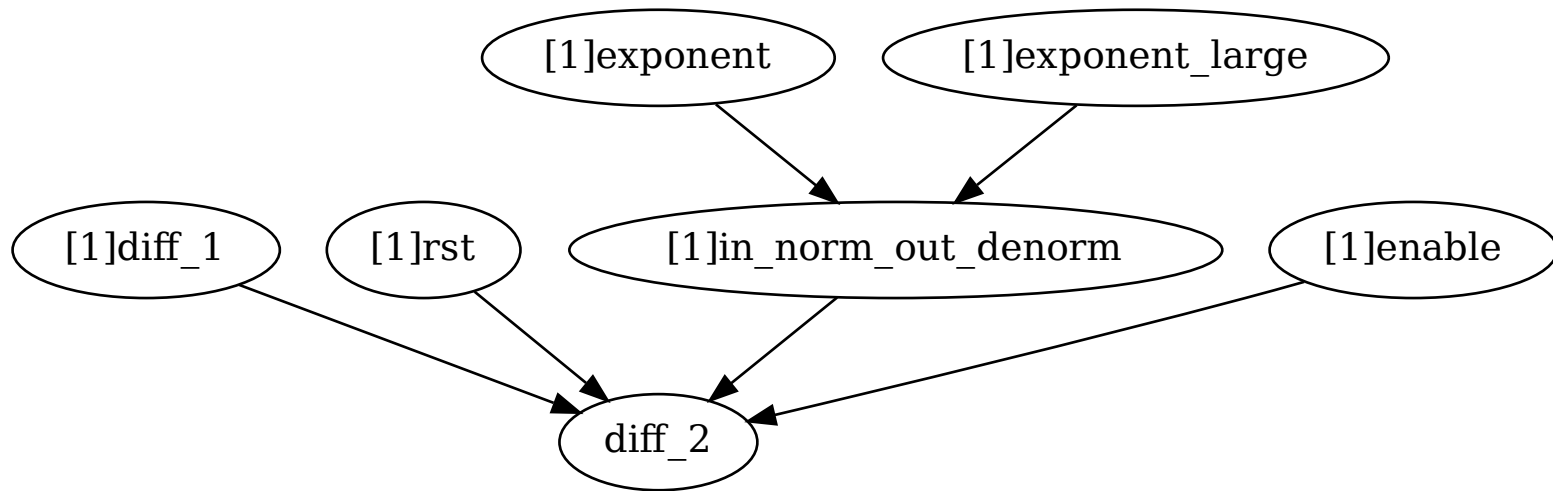 [1]exponent
[1]exponent_large
[1]diff_1
[1]rst
[1]in_norm_out_denorm
[1]enable
diff_2